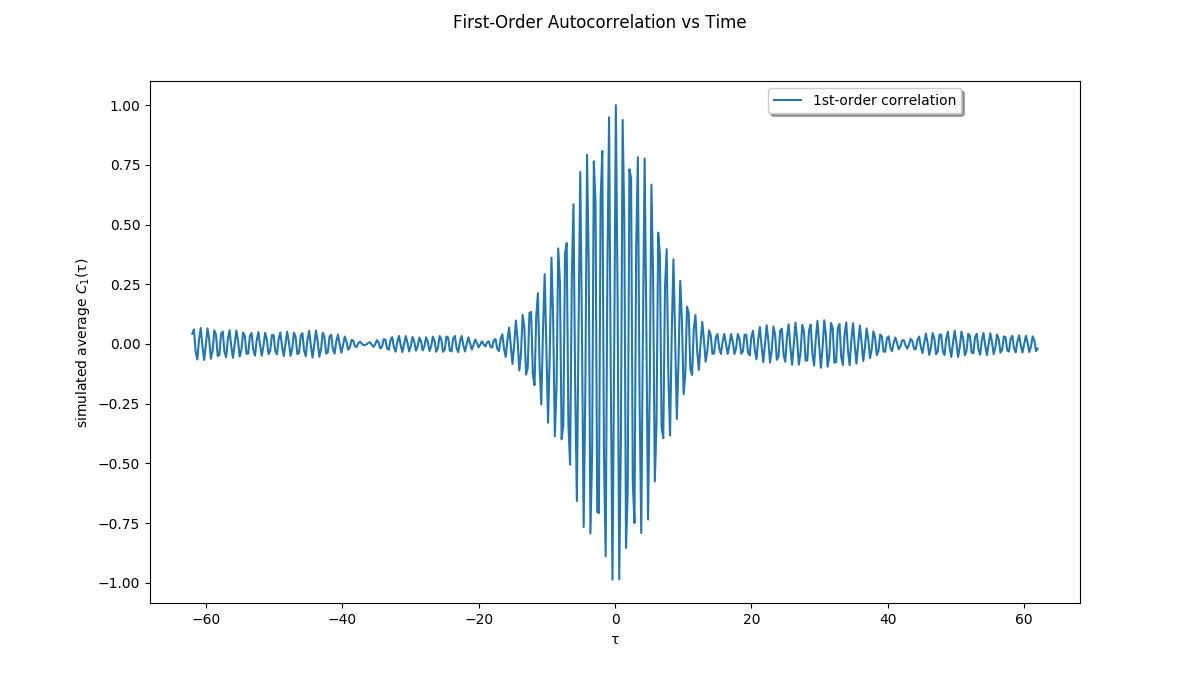 First-Order Autocorrelation vs Time
1st-order correlation
1.00
0.75
0.50
0.25
0.00
−0.25
−0.50
−0.75
−1.00
simulated average C₁(τ)
−60 −40 −20 0 20 40 60
τ